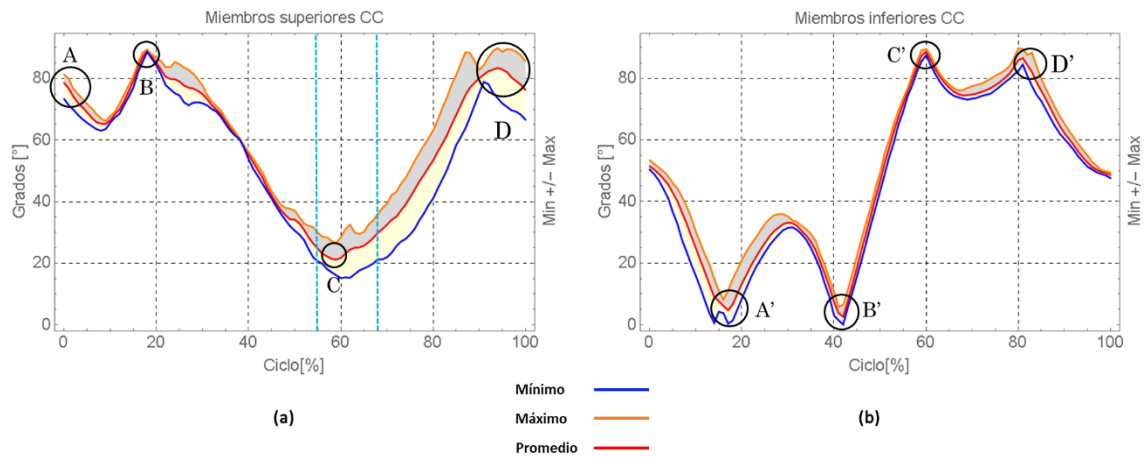 Miembros superiores CC
Miembros inferiores CC
A
B
C
D
A'
B'
C'
D'
Grados [°]
Min +/− Max
Grados [°]
Min +/− Max
80
60
40
20
0
80
60
40
20
0
0 20 40 60 80 100
0 20 40 60 80 100
Ciclo[%]
Ciclo[%]
(a)
(b)
Mínimo
Máximo
Promedio